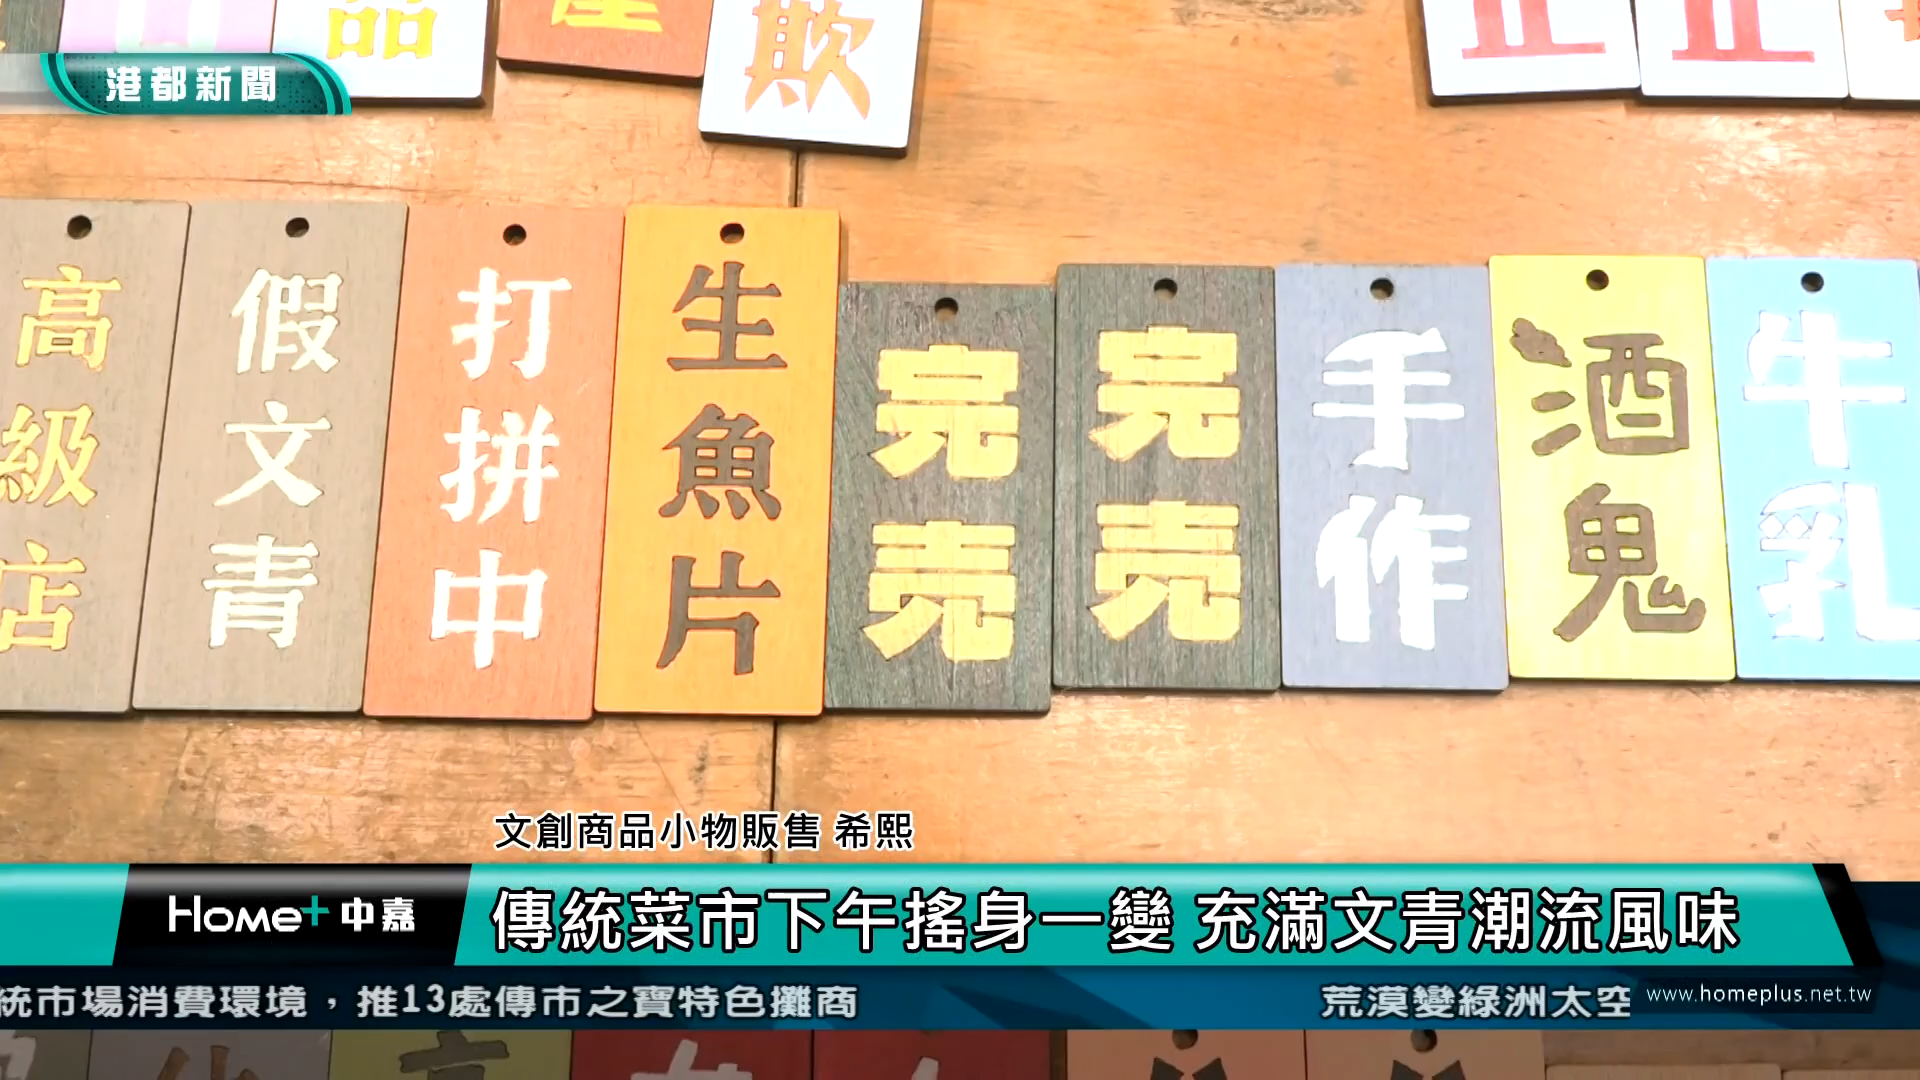 品
欺
港都新聞
高級店
假文青
打拼中
生魚片
完売
完売
手作
酒鬼
牛乳
文創商品小物販售 希熙
Home+ 中嘉
傳統菜市下午搖身一變 充滿文青潮流風味
統市場消費環境，推13處傳市之寶特色攤商
荒漠變綠洲太空
www.homeplus.net.tw